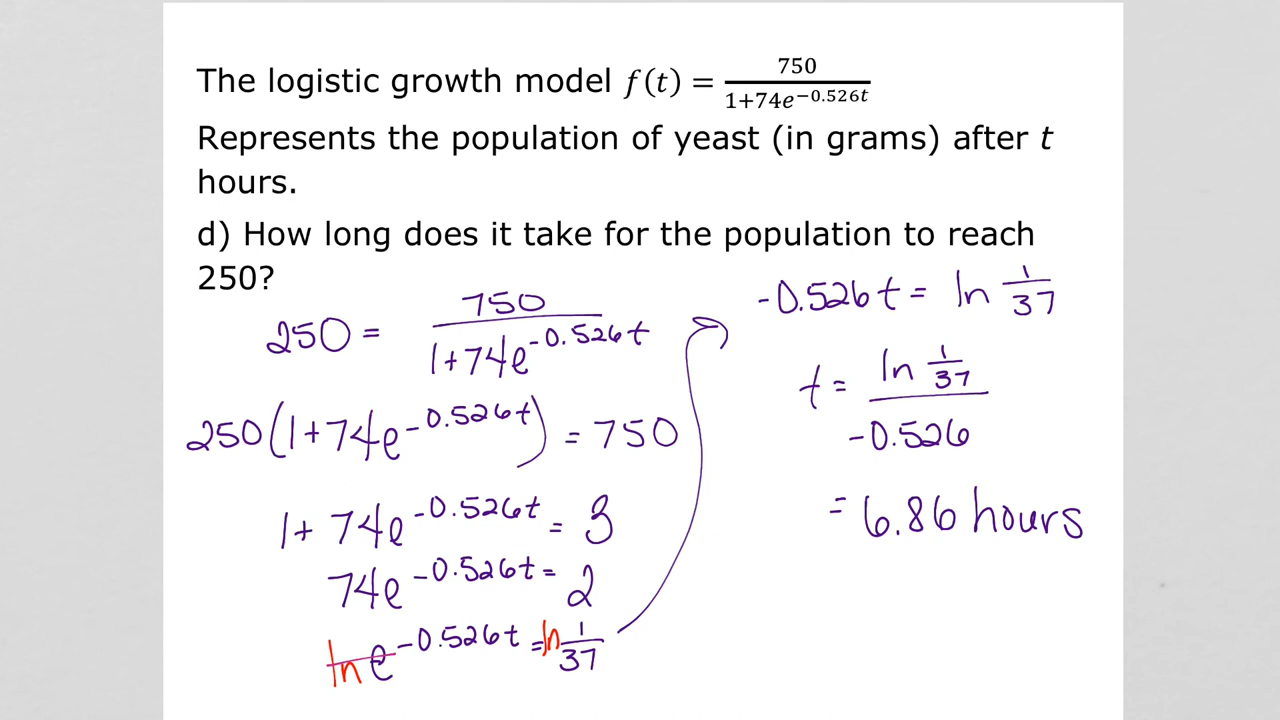 The logistic growth model f(t) = 750/(1+74e^(−0.526t))
Represents the population of yeast (in grams) after t
hours.
d) How long does it take for the population to reach
250?
250 = 750/(1+74e^(-0.526t))
250(1+74e^(-0.526t)) = 750
1+ 74e^(-0.526t) = 3
74e^(-0.526t) = 2
ln e^(-0.526t) = ln 1/37
-0.526t = ln 1/37
t = (ln 1/37)/(-0.526)
= 6.86 hours